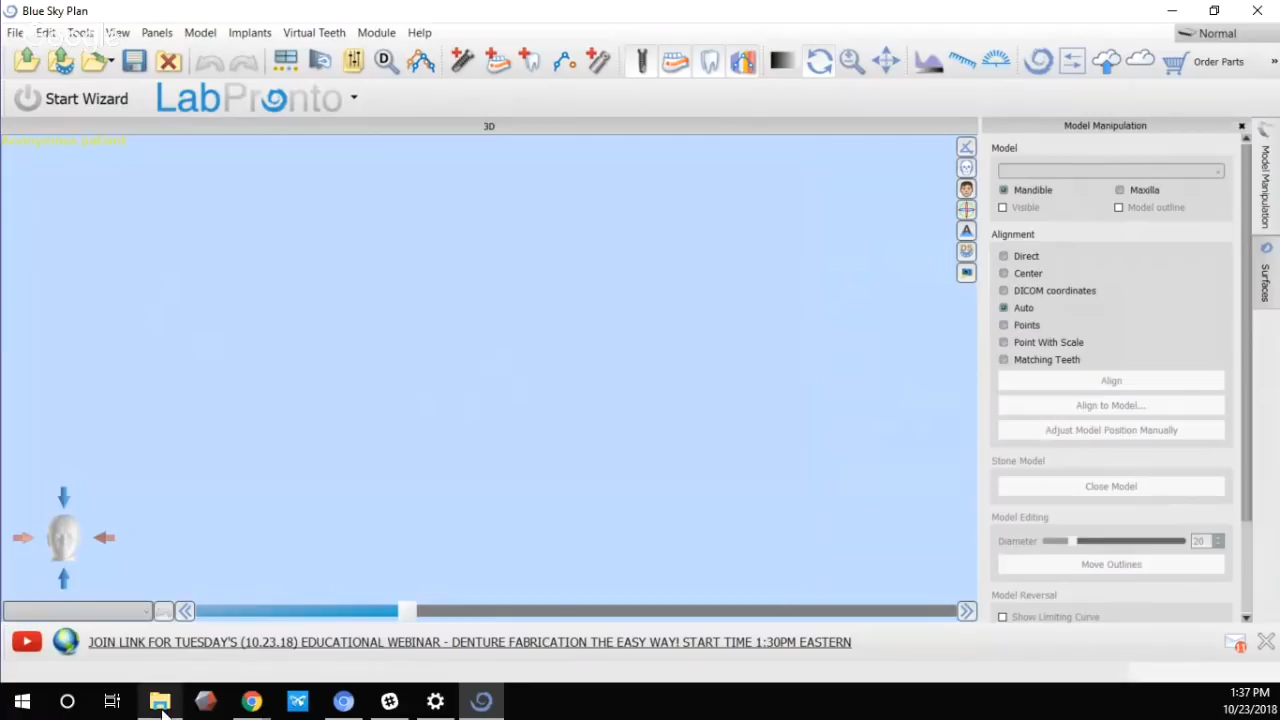 Blue Sky Plan
File Edit Tools View Panels Model Implants Virtual Teeth Module Help
Normal
D
Order Parts
»
Start Wizard
LabPronto
3D
Model Manipulation
Anonymous patient
Model
Mandible Maxilla
Visible Model outline
Alignment
Direct
Center
DICOM coordinates
Auto
Points
Point With Scale
Matching Teeth
Align
Align to Model...
Adjust Model Position Manually
Stone Model
Close Model
Model Editing
Diameter 20
Move Outlines
Model Reversal
Show Limiting Curve
Model Manipulation
Surfaces
A
JOIN LINK FOR TUESDAY'S (10.23.18) EDUCATIONAL WEBINAR - DENTURE FABRICATION THE EASY WAY! START TIME 1:30PM EASTERN
11
1:37 PM
10/23/2018